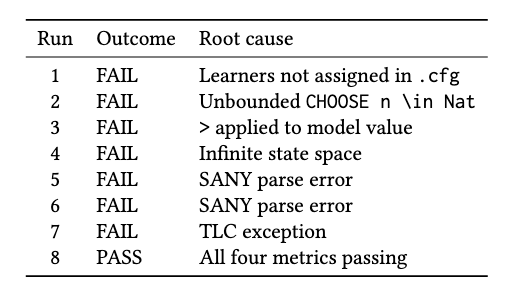 Run Outcome Root cause
1 FAIL Learners not assigned in .cfg
2 FAIL Unbounded CHOOSE n \in Nat
3 FAIL > applied to model value
4 FAIL Infinite state space
5 FAIL SANY parse error
6 FAIL SANY parse error
7 FAIL TLC exception
8 PASS All four metrics passing